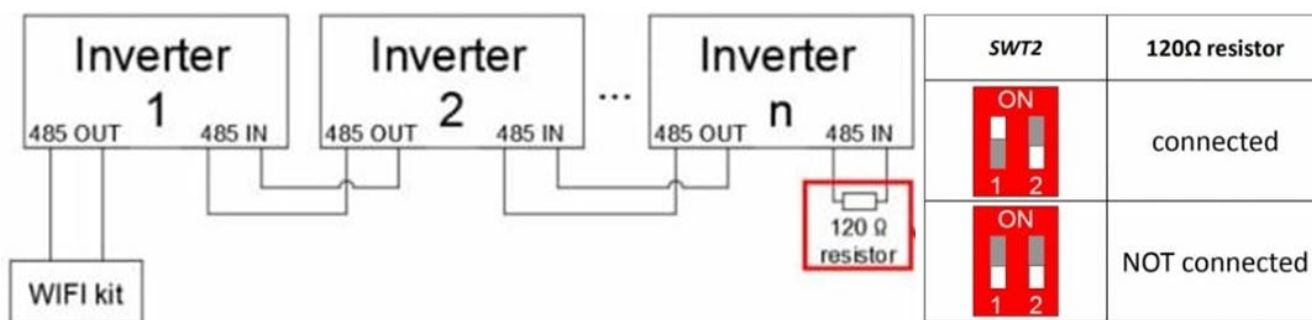 Inverter
1
485 OUT
485 IN
Inverter
2
485 OUT
485 IN
...
Inverter
n
485 OUT
485 IN
120 Ω
resistor
WIFI kit
SWT2
120Ω resistor
ON
1 2
connected
ON
1 2
NOT connected